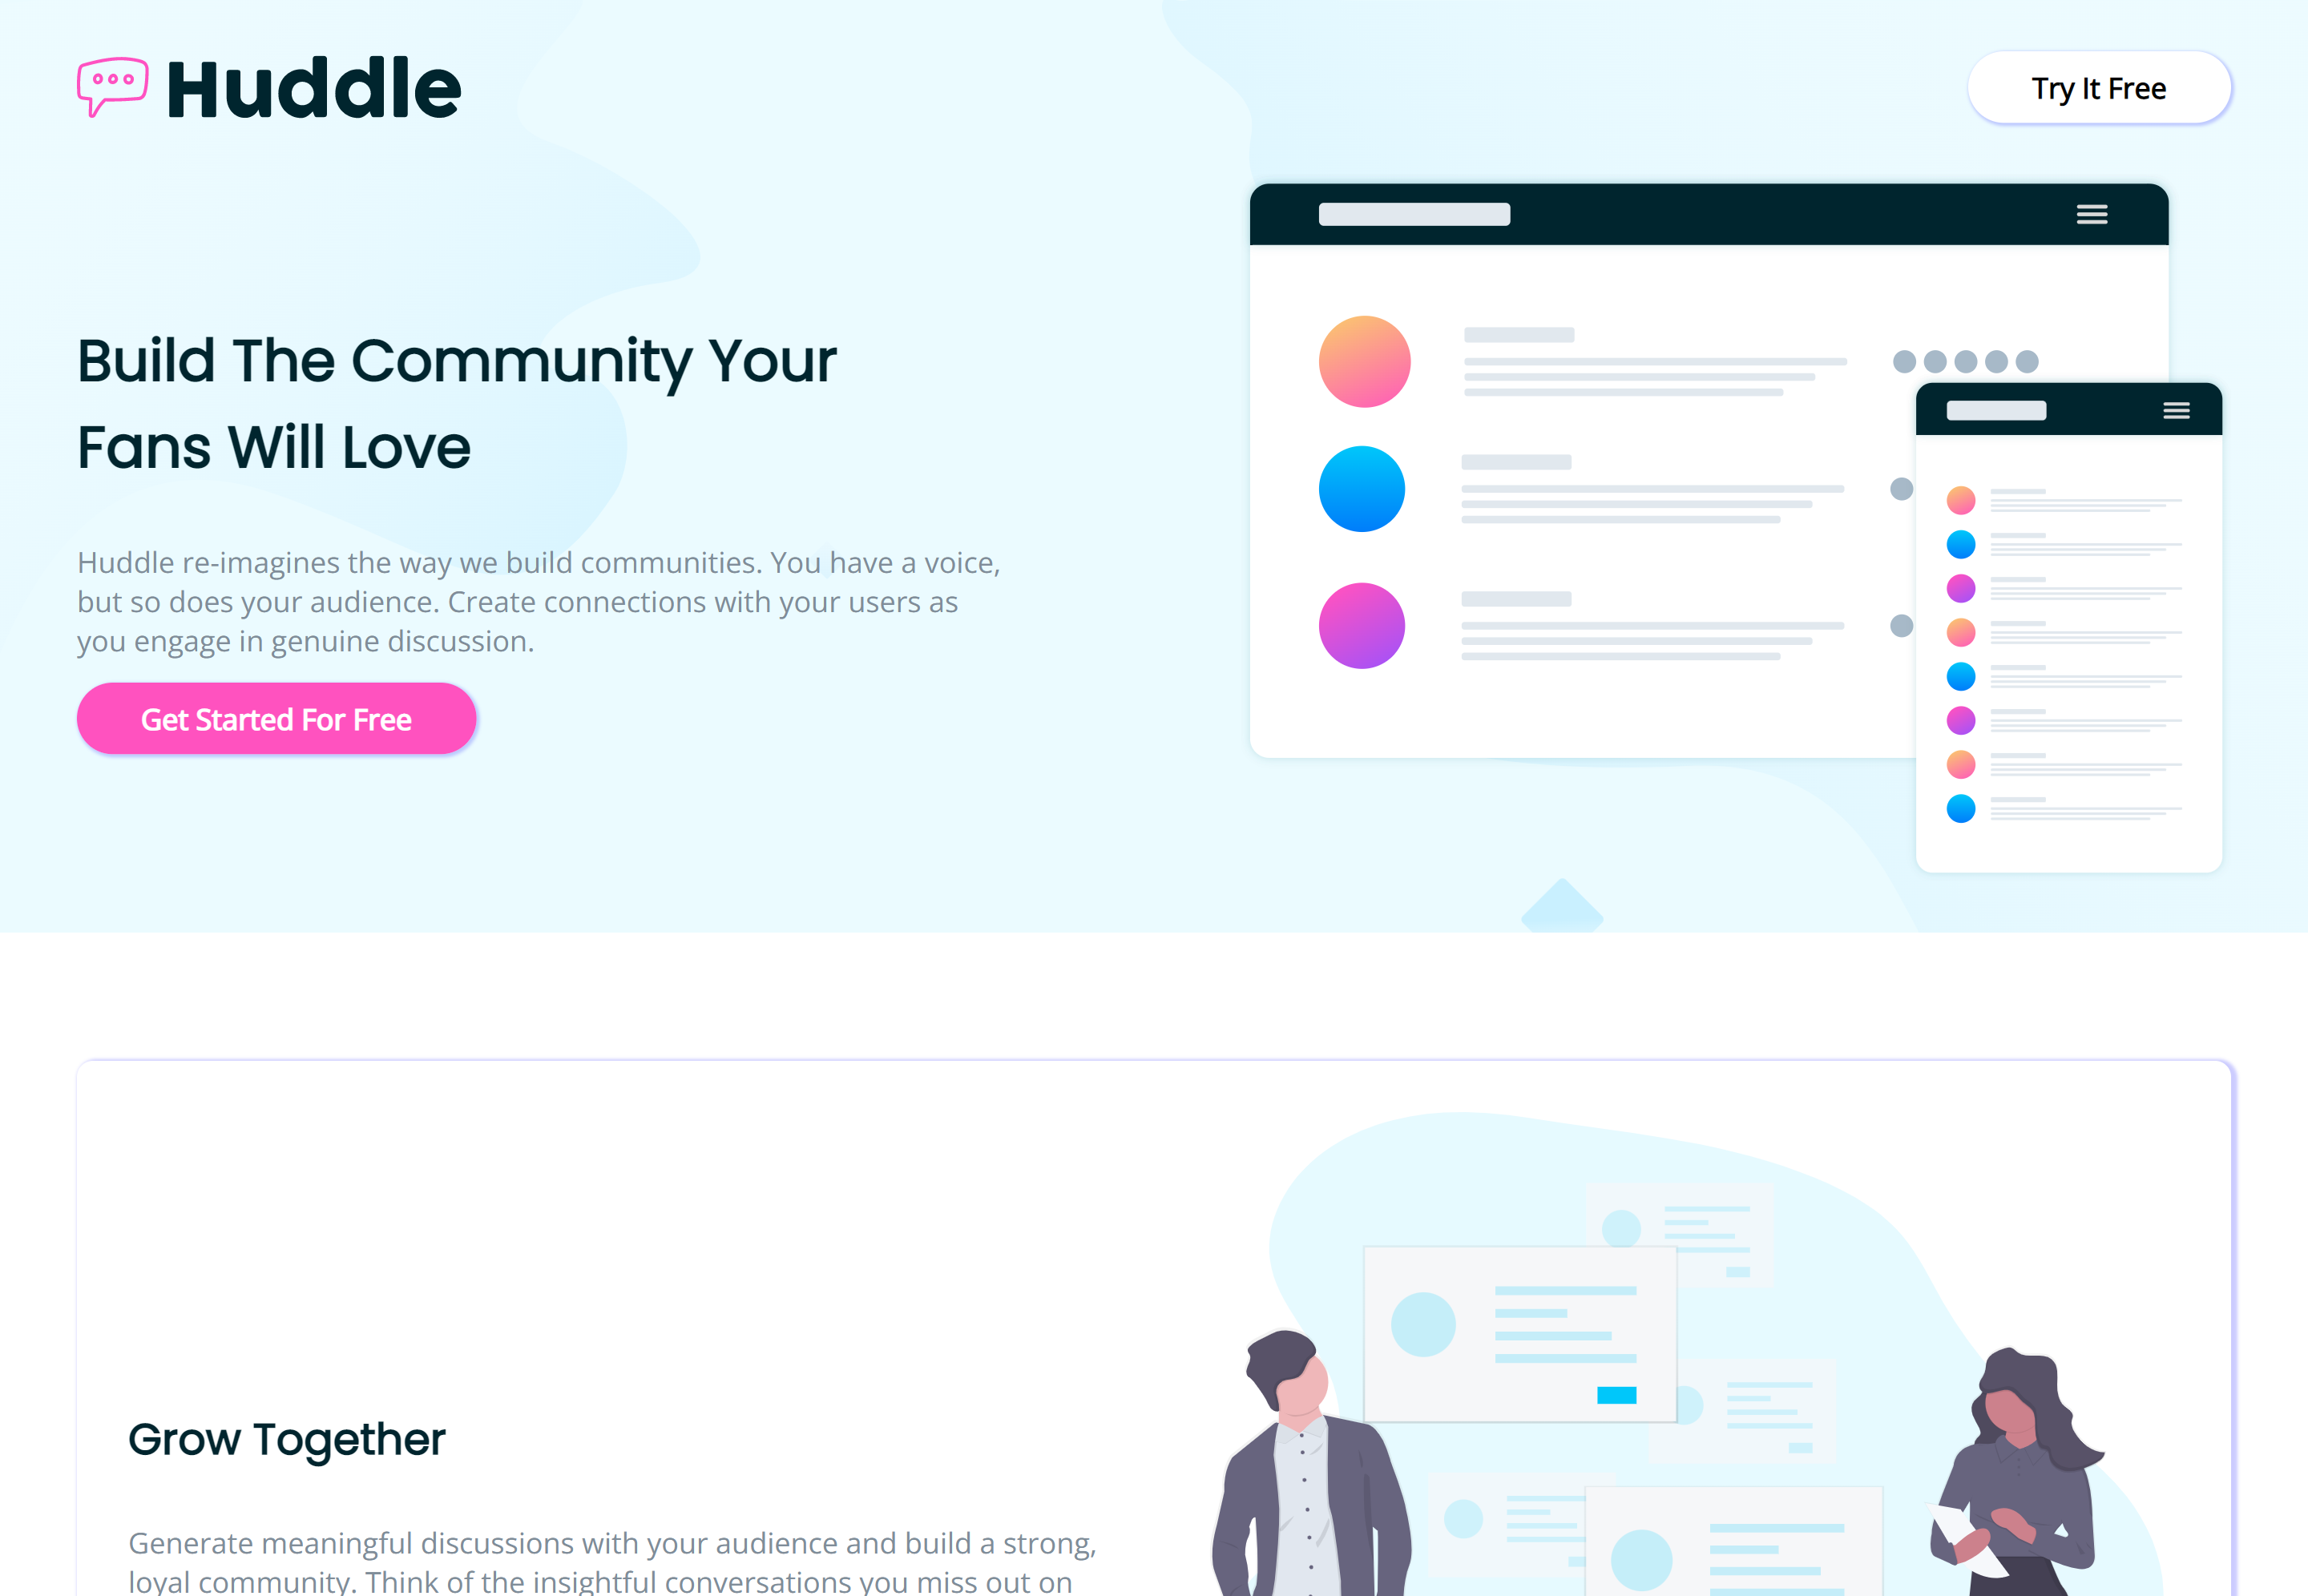 Huddle
Try It Free
Build The Community Your
Fans Will Love
Huddle re-imagines the way we build communities. You have a voice,
but so does your audience. Create connections with your users as
you engage in genuine discussion.
Get Started For Free
Grow Together
Generate meaningful discussions with your audience and build a strong,
loyal community. Think of the insightful conversations you miss out on